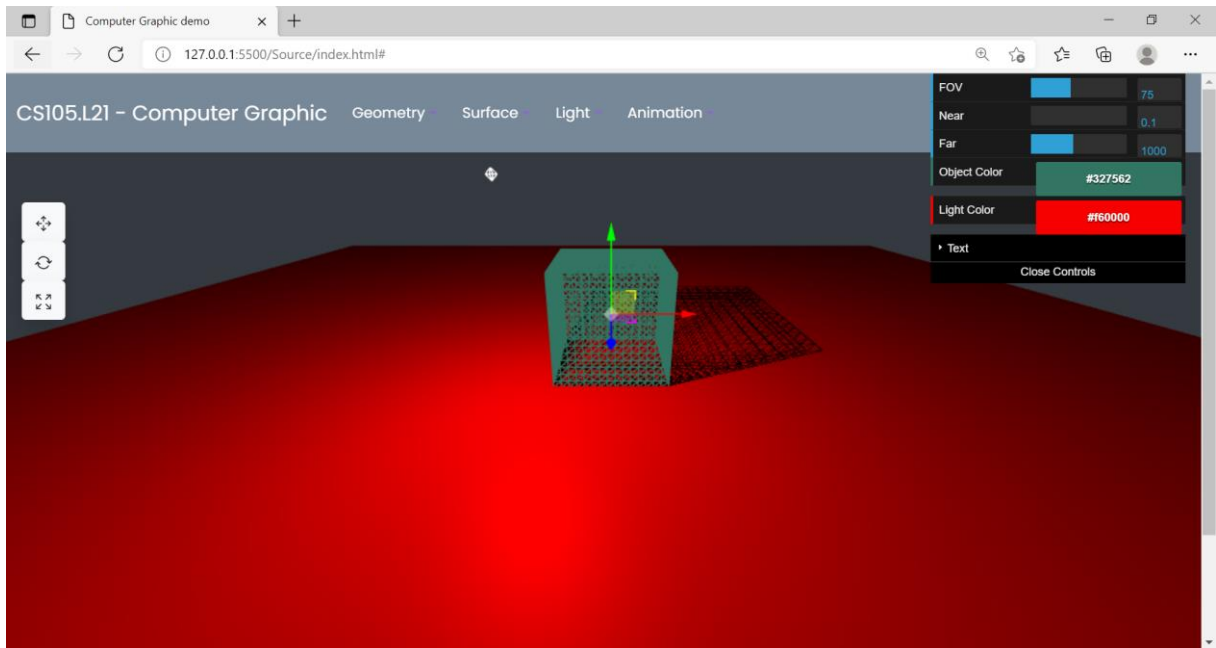 Computer Graphic demo
127.0.0.1:5500/Source/index.html#
CS105.L21 - Computer Graphic Geometry Surface Light Animation
FOV 75
Near 0.1
Far 1000
Object Color #327562
Light Color #f60000
Text
Close Controls